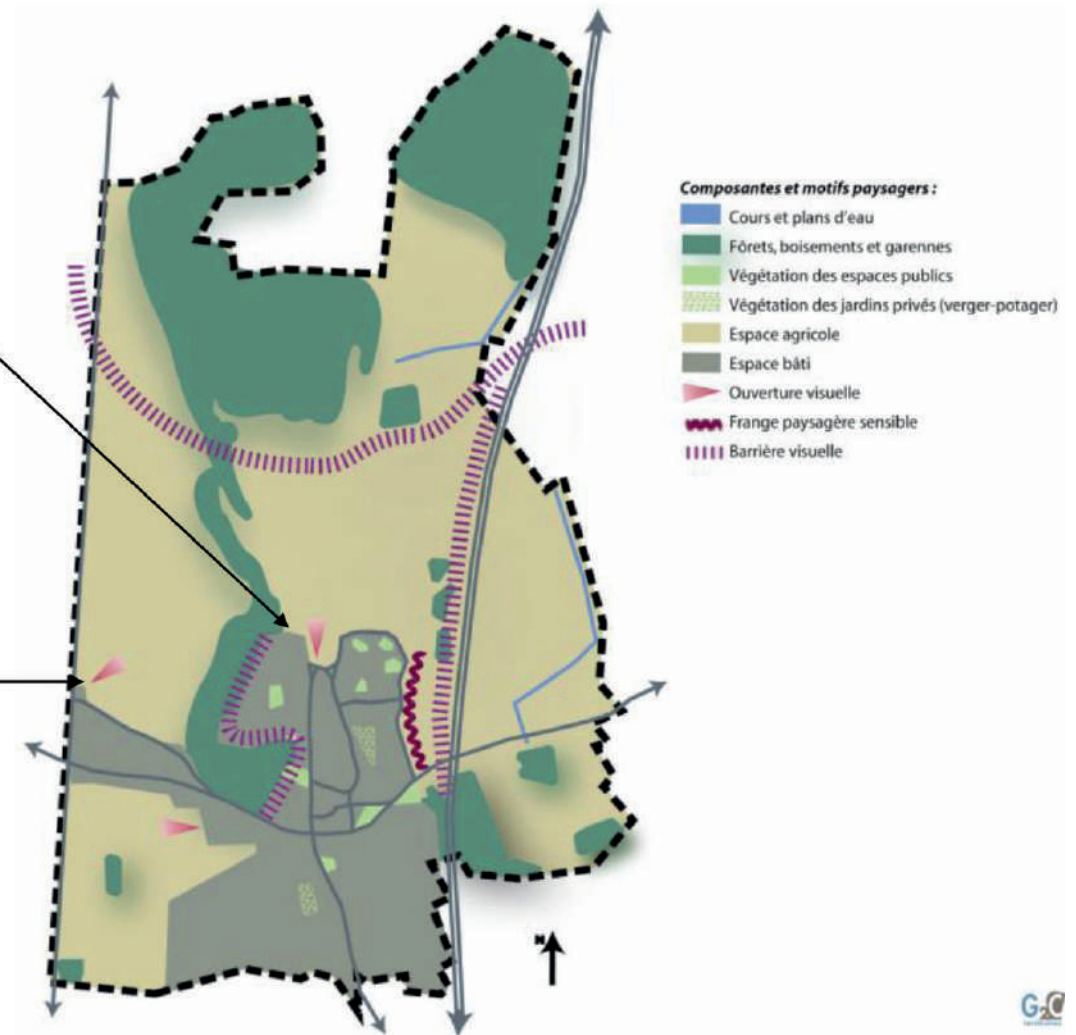 Composantes et motifs paysagers :
Cours et plans d'eau
Fôrets, boisements et garennes
Végétation des espaces publics
Végétation des jardins privés (verger-potager)
Espace agricole
Espace bâti
Ouverture visuelle
Frange paysagère sensible
Barrière visuelle
N
G2C